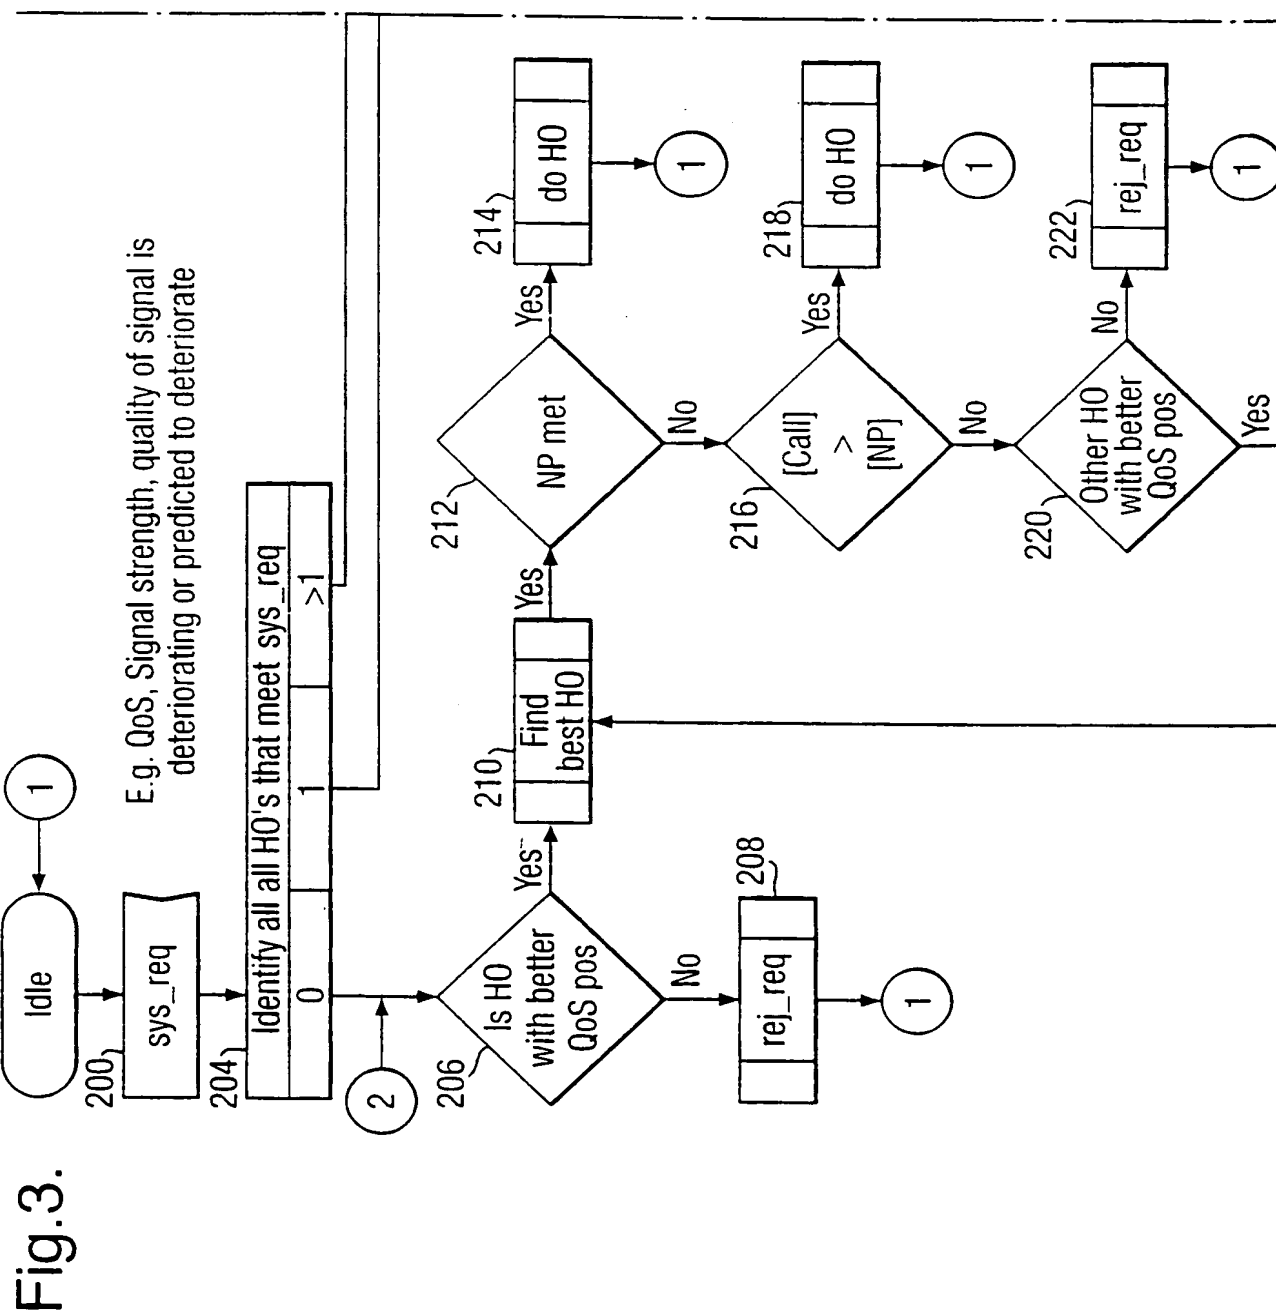 Fig.3.
Idle
1
200
sys_req
E.g. QoS, Signal strength, quality of signal is
deteriorating or predicted to deteriorate
204
Identify all all HO's that meet sys_req
0
1
>1
2
206
Is HO
with better
QoS pos
Yes
No
208
rej_req
1
210
Find
best HO
Yes
212
NP met
Yes
No
214
do HO
1
216
[Call]
>
[NP]
Yes
No
218
do HO
1
220
Other HO
with better
QoS pos
No
Yes
222
rej_req
1